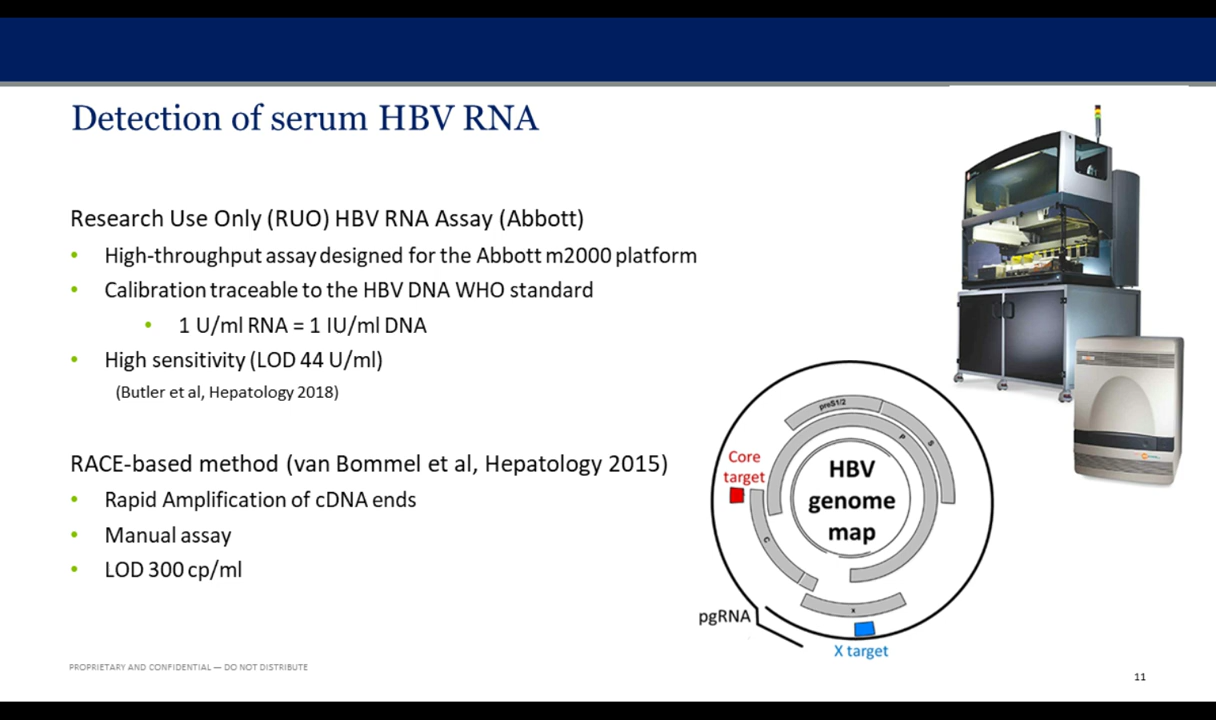 Detection of serum HBV RNA
Research Use Only (RUO) HBV RNA Assay (Abbott)
• High-throughput assay designed for the Abbott m2000 platform
• Calibration traceable to the HBV DNA WHO standard
• 1 U/ml RNA = 1 IU/ml DNA
• High sensitivity (LOD 44 U/ml)
(Butler et al, Hepatology 2018)
RACE-based method (van Bommel et al, Hepatology 2015)
• Rapid Amplification of cDNA ends
• Manual assay
• LOD 300 cp/ml
preS1/2
S
P
Core
target
HBV
genome
map
C
X
pgRNA
X target
PROPRIETARY AND CONFIDENTIAL — DO NOT DISTRIBUTE
11